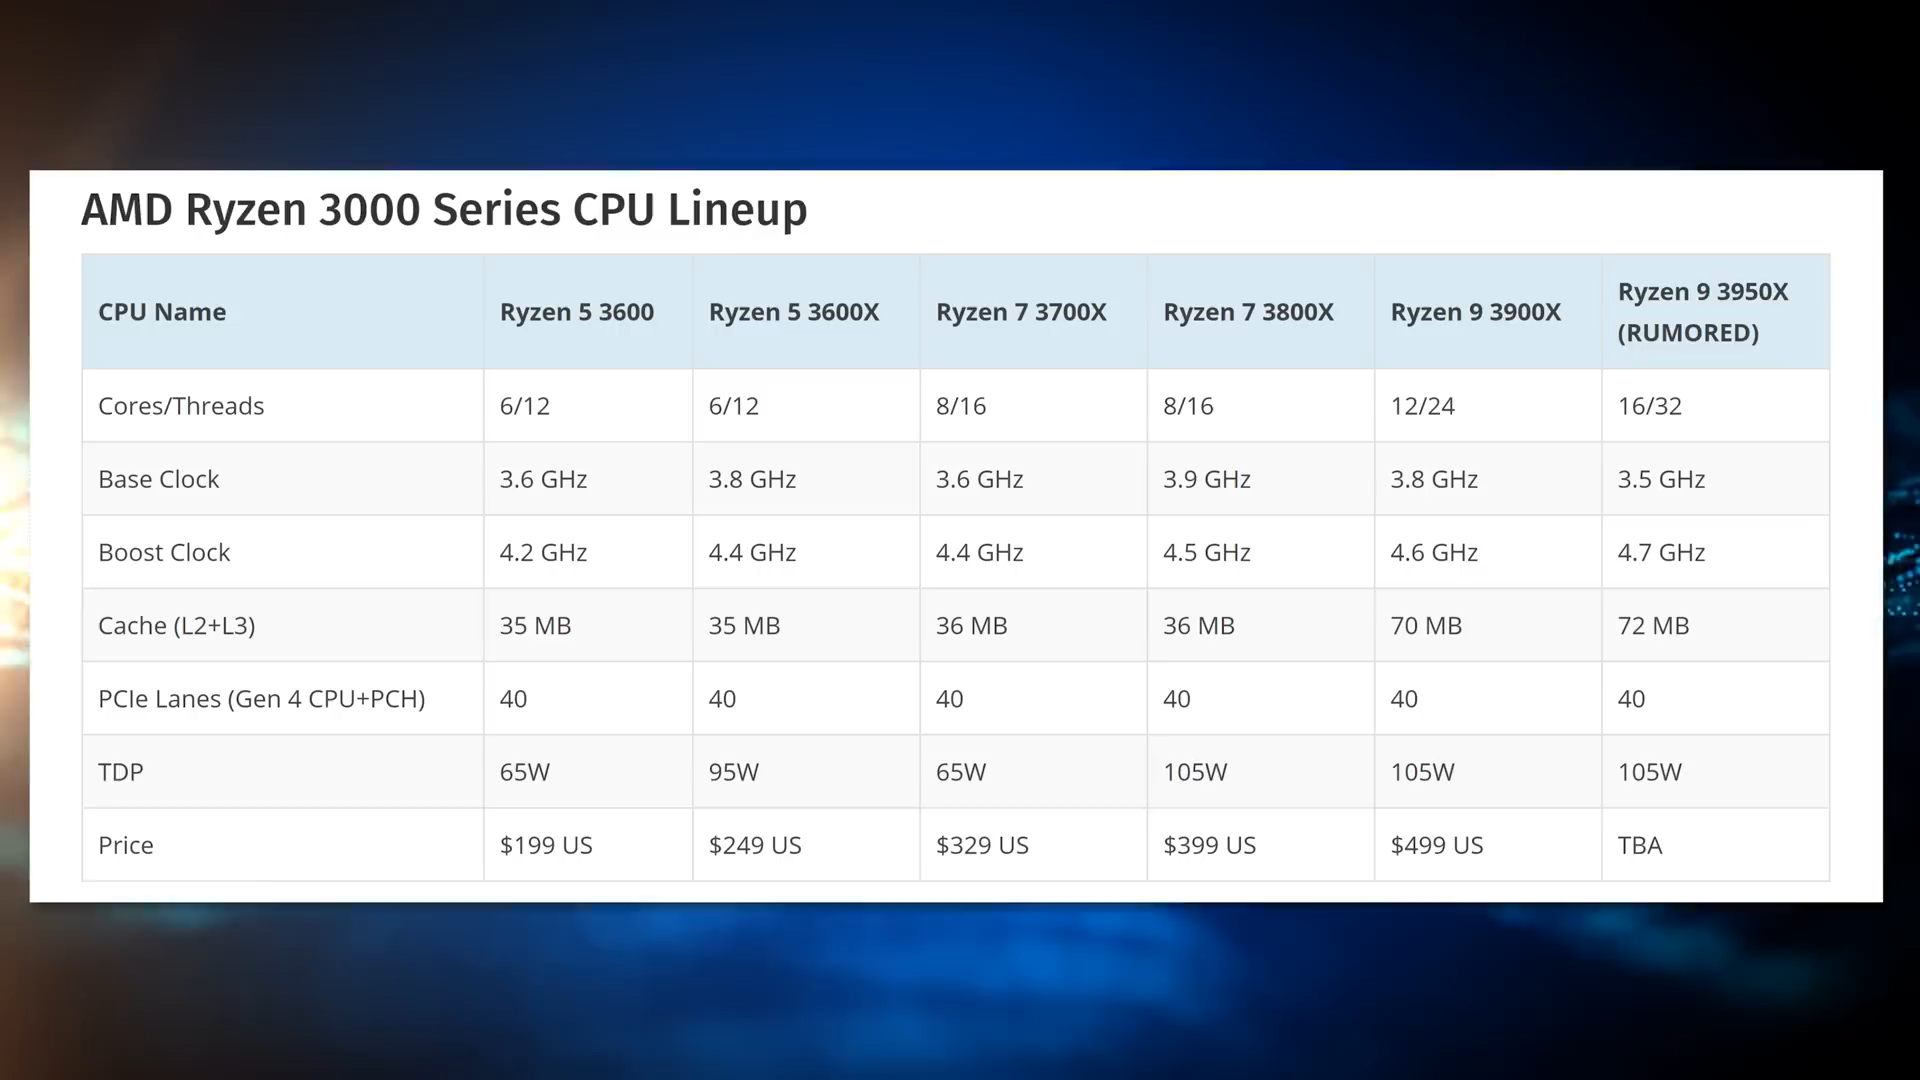 AMD Ryzen 3000 Series CPU Lineup
CPU Name Ryzen 5 3600 Ryzen 5 3600X Ryzen 7 3700X Ryzen 7 3800X Ryzen 9 3900X Ryzen 9 3950X (RUMORED)
Cores/Threads 6/12 6/12 8/16 8/16 12/24 16/32
Base Clock 3.6 GHz 3.8 GHz 3.6 GHz 3.9 GHz 3.8 GHz 3.5 GHz
Boost Clock 4.2 GHz 4.4 GHz 4.4 GHz 4.5 GHz 4.6 GHz 4.7 GHz
Cache (L2+L3) 35 MB 35 MB 36 MB 36 MB 70 MB 72 MB
PCIe Lanes (Gen 4 CPU+PCH) 40 40 40 40 40 40
TDP 65W 95W 65W 105W 105W 105W
Price $199 US $249 US $329 US $399 US $499 US TBA